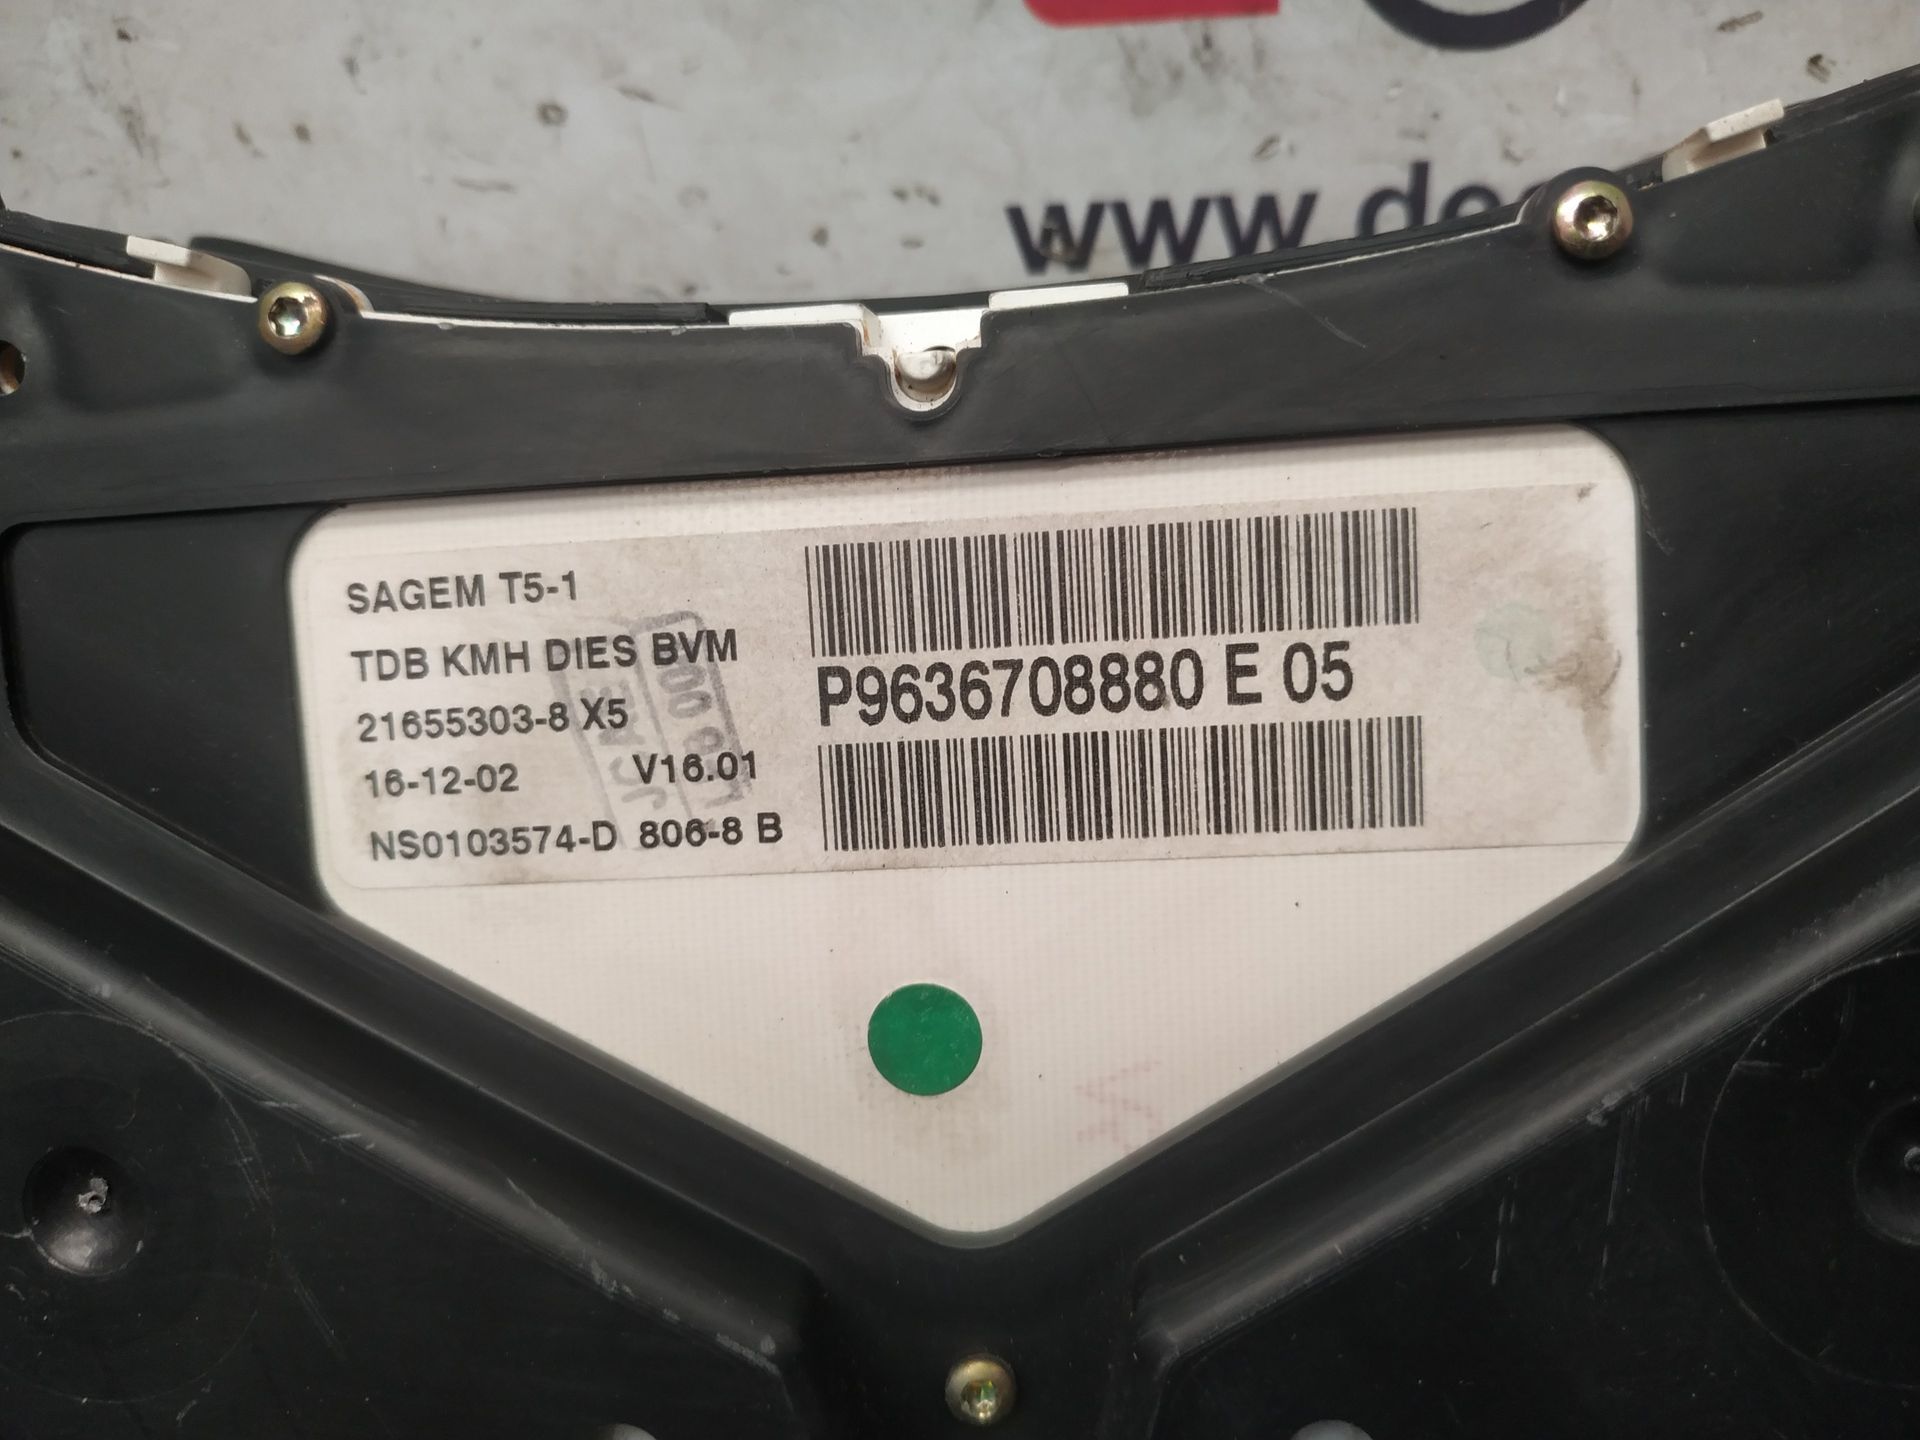 www.de
SAGEM T5-1
TDB KMH DIES BVM
21655303-8 X5
16-12-02 V16.01
NS0103574-D 806-8 B
P9636708880 E 05